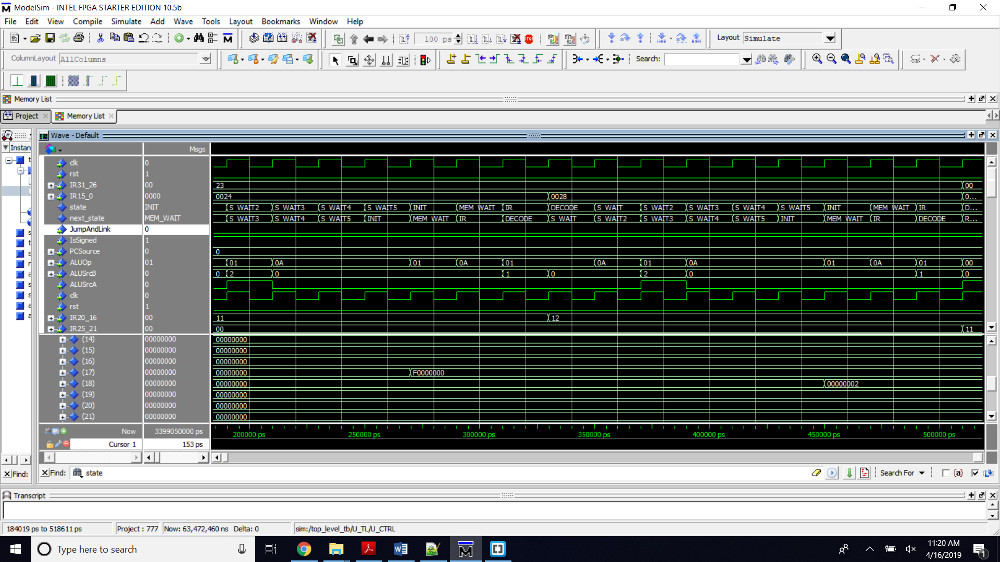 ModelSim - INTEL FPGA STARTER EDITION 10.5b
File Edit View Compile Simulate Add Wave Tools Layout Bookmarks Window Help
100 ps
Layout Simulate
ColumnLayout AllColumns
Search:
Memory List
Project Memory List
Wave - Default
Instan
Msgs
clk 0
rst 1
IR31_26 00 23 00
IR15_0 0000 0024 0028 0...
state INIT S_WAIT2 S_WAIT3 S_WAIT4 S_WAIT5 INIT MEM_WAIT IR DECODE S_WAIT S_WAIT2 S_WAIT3 S_WAIT4 S_WAIT5 INIT MEM_WAIT IR D...
next_state MEM_WAIT S_WAIT3 S_WAIT4 S_WAIT5 INIT MEM_WAIT IR DECODE S_WAIT S_WAIT2 S_WAIT3 S_WAIT4 S_WAIT5 INIT MEM_WAIT IR DECODE R...
JumpAndLink 0
IsSigned 1
PCSource 0 0
ALUOp 01 01 0A 01 0A 01 0A 01 0A 01 0A 01 00
ALUSrcB 0 0 2 0 1 0 2 0 1 0
ALUSrcA 0
clk 0
rst 1
IR20_16 00 11 12
IR25_21 00 00 11
(14) 00000000 00000000
(15) 00000000 00000000
(16) 00000000 00000000
(17) 00000000 00000000 F0000000
(18) 00000000 00000000 00000002
(19) 00000000 00000000
(20) 00000000 00000000
(21) 00000000 00000000
Now 3399050000 ps 200000 ps 250000 ps 300000 ps 350000 ps 400000 ps 450000 ps 500000 ps
Cursor 1 153 ps
Find: Find: state Search For {a}
Transcript
184019 ps to 518611 ps Project : 777 Now: 63,472,460 ns Delta: 0 sim:/top_level_tb/U_TL/U_CTRL
Type here to search
11:20 AM
4/16/2019
1